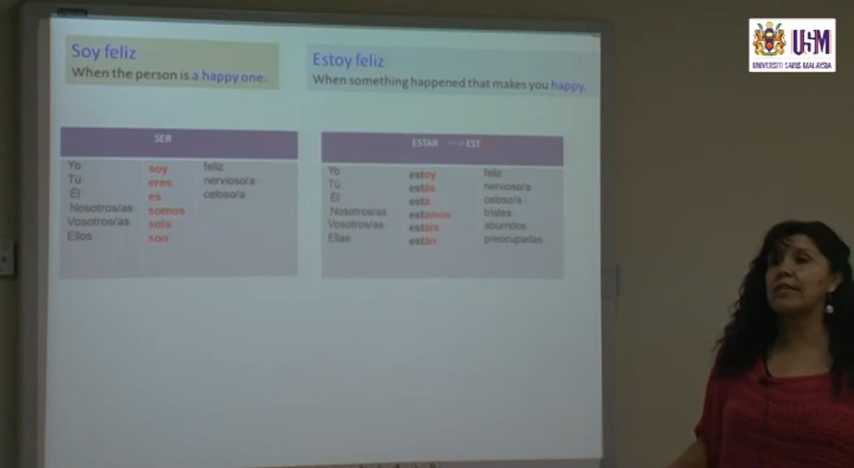 USM
UNIVERSITI SAINS MALAYSIA
Soy feliz
When the person is a happy one.
Estoy feliz
When something happened that makes you happy.
SER
Yo soy feliz
Tú eres nervioso/a
Él es celoso/a
Nosotros/as somos
Vosotros/as sois
Ellos son
ESTAR → EST
Yo estoy feliz
Tú estás nervioso/a
Él está celoso/a
Nosotros/as estamos tristes
Vosotros/as estáis aburridos
Ellas están preocupadas